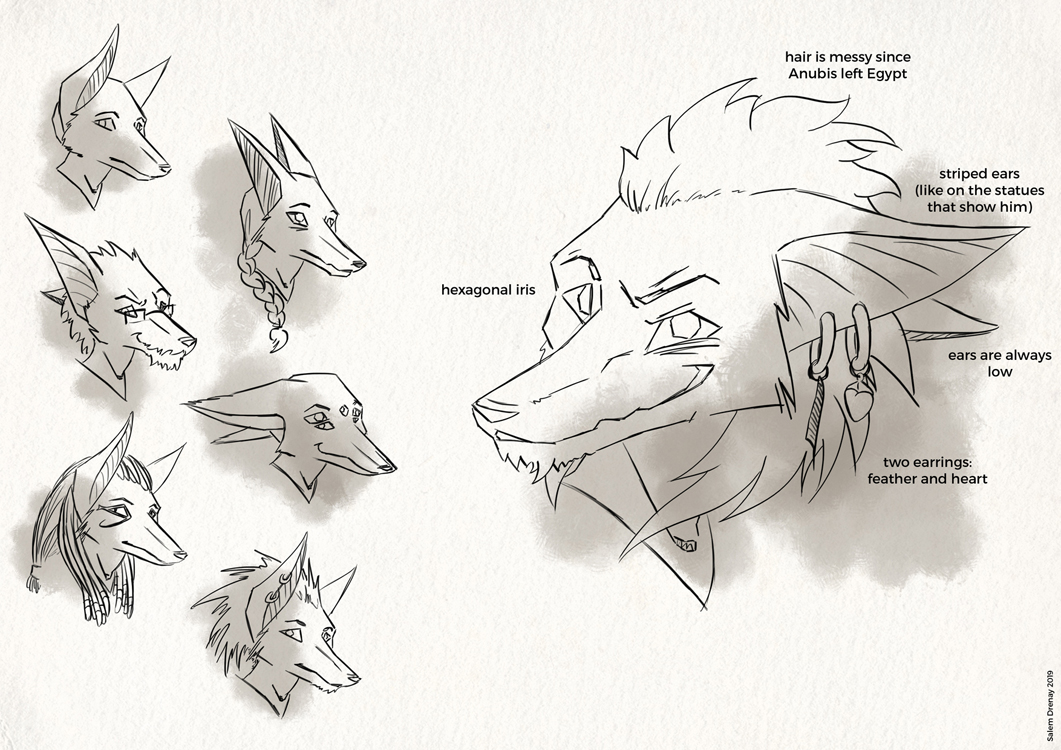 hair is messy since
Anubis left Egypt
striped ears
(like on the statues
that show him)
hexagonal iris
ears are always
low
two earrings:
feather and heart
Salem Drenay 2019